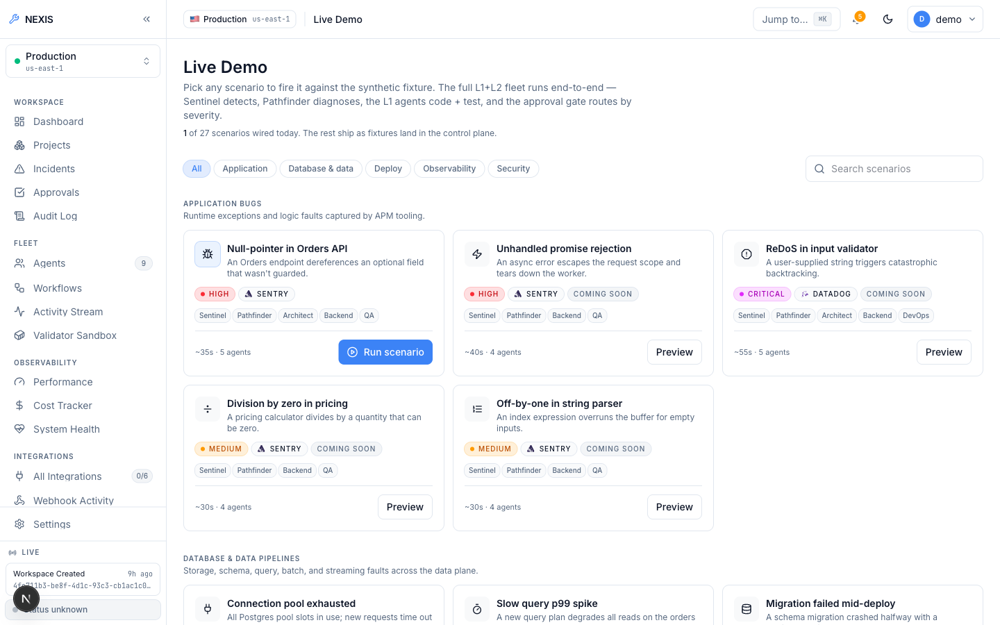 NEXIS
Production
us-east-1
WORKSPACE
Dashboard
Projects
Incidents
Approvals
Audit Log
FLEET
Agents
9
Workflows
Activity Stream
Validator Sandbox
OBSERVABILITY
Performance
Cost Tracker
System Health
INTEGRATIONS
All Integrations
0/6
Webhook Activity
Settings
LIVE
Workspace Created 9h ago
N
unknown
Production us-east-1
Live Demo
Jump to... ⌘K
5
D
demo
Live Demo
Pick any scenario to fire it against the synthetic fixture. The full L1+L2 fleet runs end-to-end —
Sentinel detects, Pathfinder diagnoses, the L1 agents code + test, and the approval gate routes by
severity.
1 of 27 scenarios wired today. The rest ship as fixtures land in the control plane.
All Application Database & data Deploy Observability Security
Search scenarios
APPLICATION BUGS
Runtime exceptions and logic faults captured by APM tooling.
Null-pointer in Orders API
An Orders endpoint dereferences an optional field
that wasn't guarded.
HIGH SENTRY
Sentinel Pathfinder Architect Backend QA
~35s · 5 agents
Run scenario
Unhandled promise rejection
An async error escapes the request scope and
tears down the worker.
HIGH SENTRY COMING SOON
Sentinel Pathfinder Backend QA
~40s · 4 agents
Preview
ReDoS in input validator
A user-supplied string triggers catastrophic
backtracking.
CRITICAL DATADOG COMING SOON
Sentinel Pathfinder Architect Backend DevOps
~55s · 5 agents
Preview
Division by zero in pricing
A pricing calculator divides by a quantity that can
be zero.
MEDIUM SENTRY COMING SOON
Sentinel Pathfinder Backend QA
~30s · 4 agents
Preview
Off-by-one in string parser
An index expression overruns the buffer for empty
inputs.
MEDIUM SENTRY COMING SOON
Sentinel Pathfinder Backend QA
~30s · 4 agents
Preview
DATABASE & DATA PIPELINES
Storage, schema, query, batch, and streaming faults across the data plane.
Connection pool exhausted
All Postgres pool slots in use; new requests time out
Slow query p99 spike
A new query plan degrades all reads on the orders
Migration failed mid-deploy
A schema migration crashed halfway with a